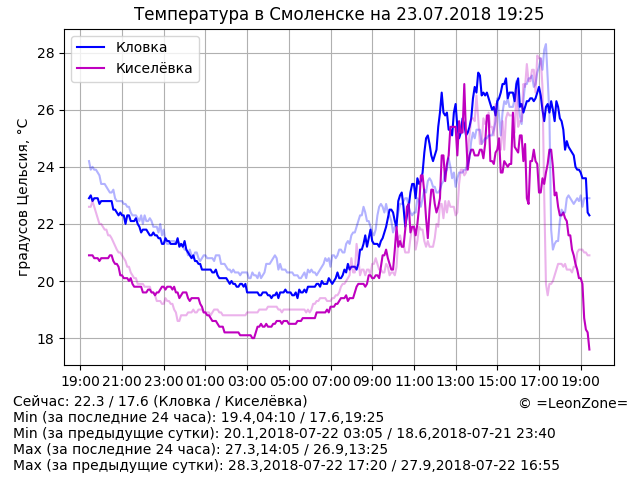 Температура в Смоленске на 23.07.2018 19:25
Кловка
Киселёвка
градусов Цельсия, °C
28
26
24
22
20
18
19:00 21:00 23:00 01:00 03:00 05:00 07:00 09:00 11:00 13:00 15:00 17:00 19:00
Сейчас: 22.3 / 17.6 (Кловка / Киселёвка)
© =LeonZone=
Min (за последние 24 часа): 19.4,04:10 / 17.6,19:25
Min (за предыдущие сутки): 20.1,2018-07-22 03:05 / 18.6,2018-07-21 23:40
Max (за последние 24 часа): 27.3,14:05 / 26.9,13:25
Max (за предыдущие сутки): 28.3,2018-07-22 17:20 / 27.9,2018-07-22 16:55